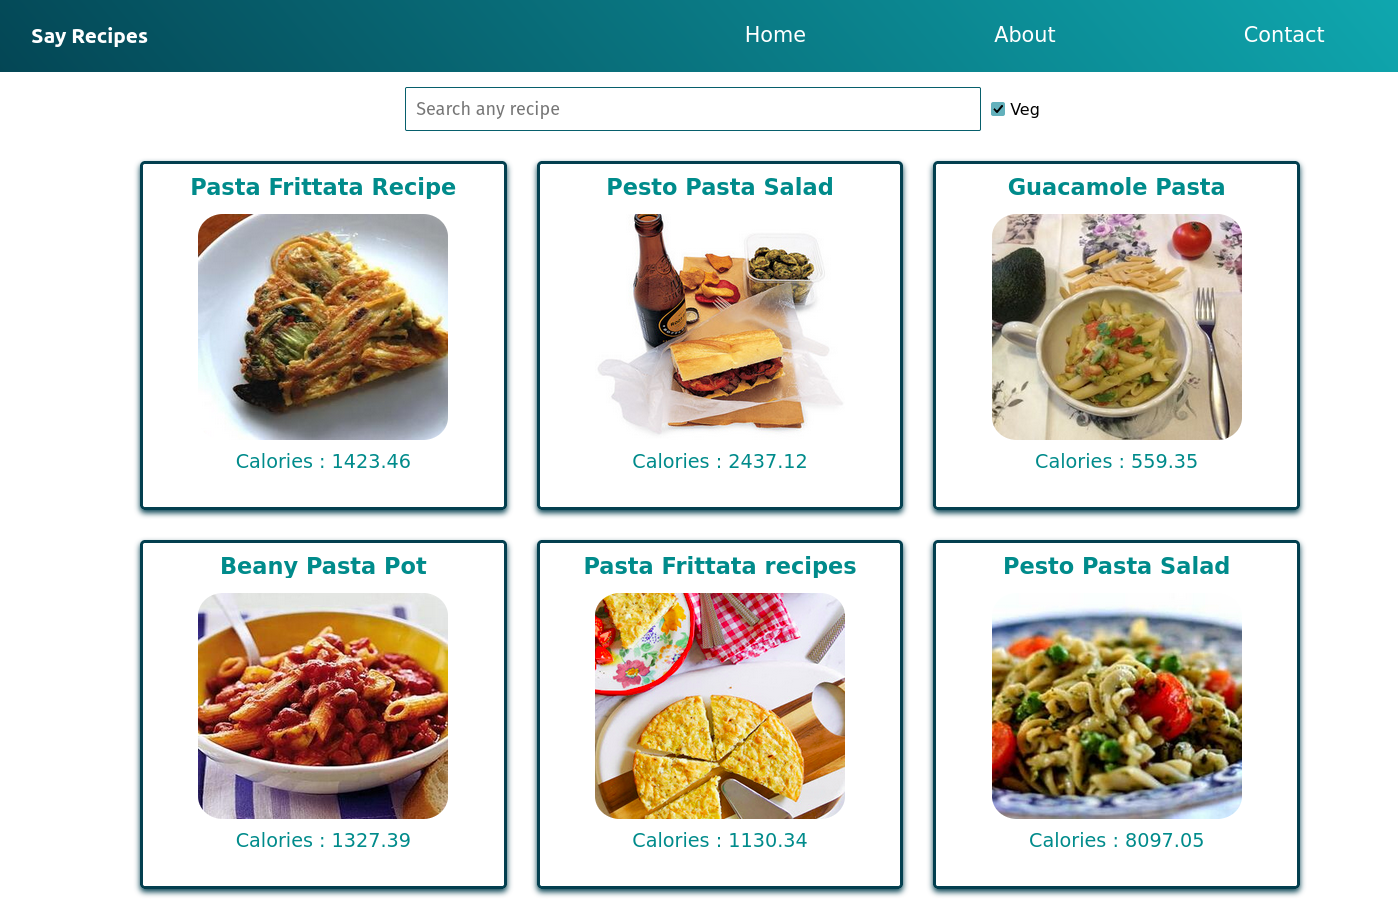 Say Recipes
Home
About
Contact
Search any recipe
Veg
Pasta Frittata Recipe
Pesto Pasta Salad
Guacamole Pasta
Calories : 1423.46
Calories : 2437.12
Calories : 559.35
Beany Pasta Pot
Pasta Frittata recipes
Pesto Pasta Salad
Calories : 1327.39
Calories : 1130.34
Calories : 8097.05